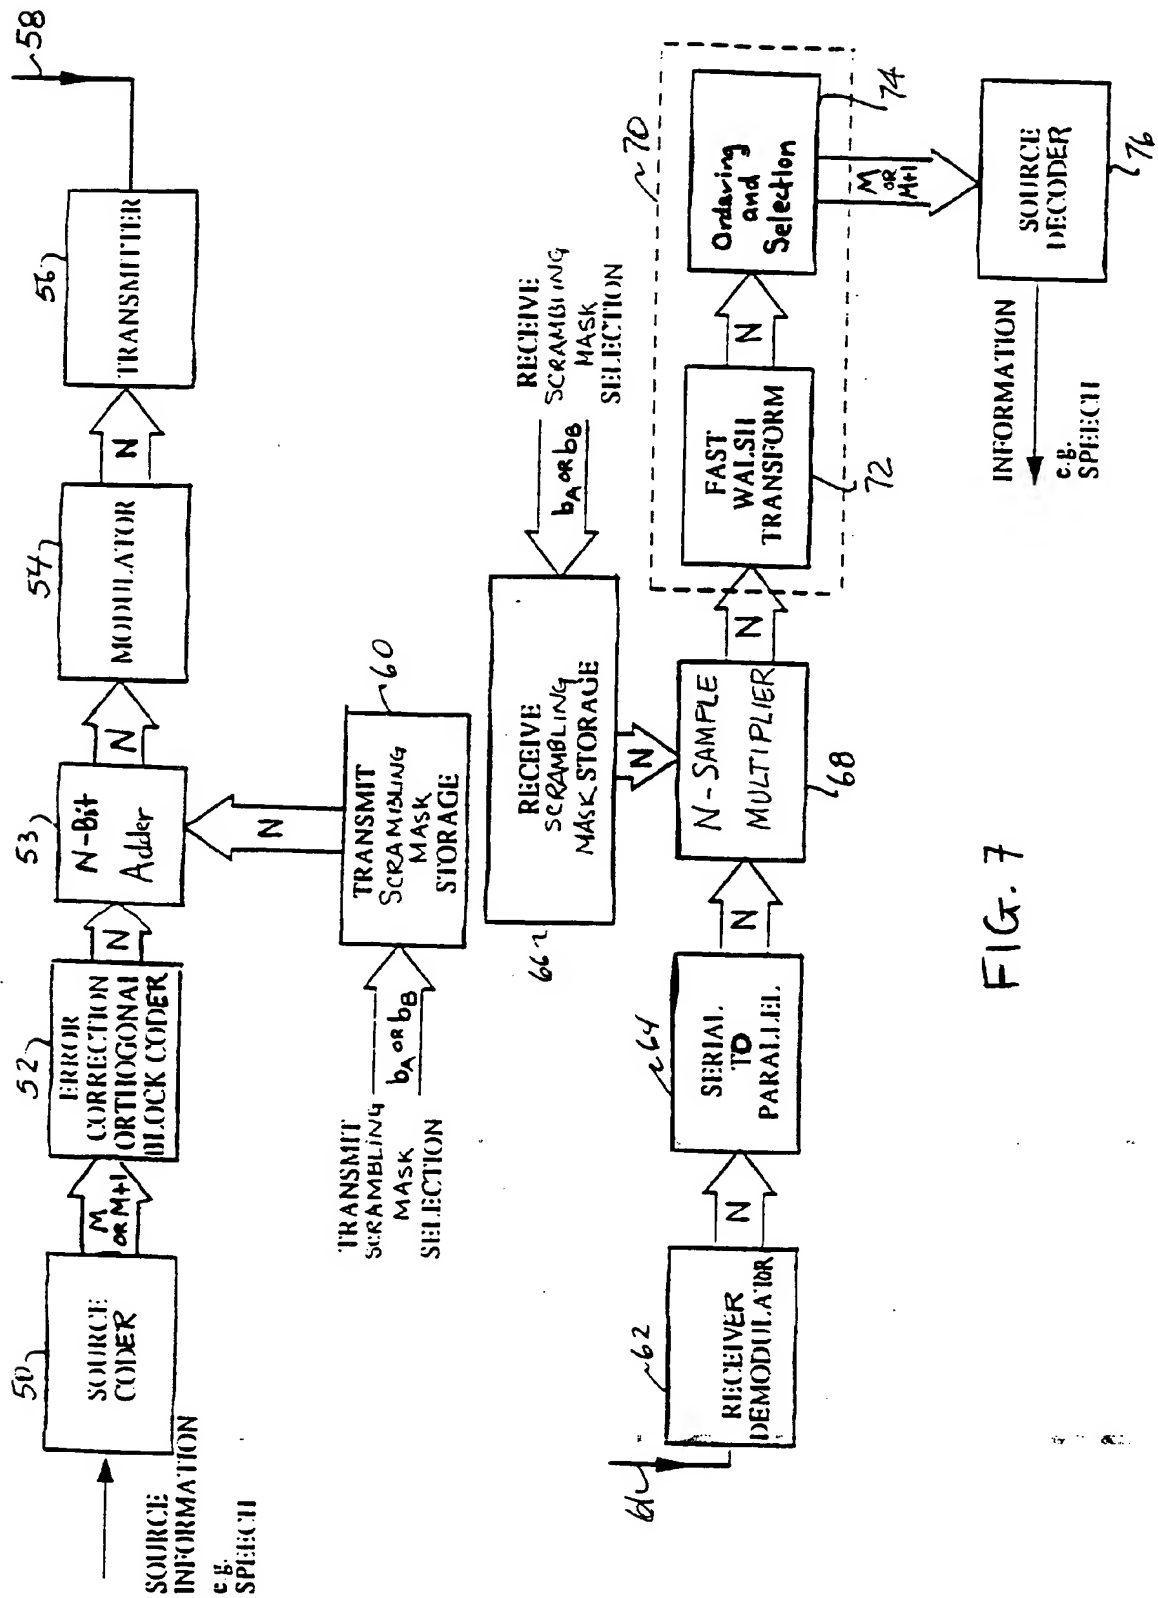 58
50
SOURCE
CODER
SOURCE
INFORMATION
e.g.
SPEECH
M
OR M+1
52
ERROR
CORRECTION
ORTHOGONAL
BLOCK CODER
N
53
N-Bit
Adder
N
54
MODULATOR
N
56
TRANSMITTER
N
60
TRANSMIT
SCRAMBLING
MASK
STORAGE
bA OR bB
TRANSMIT
SCRAMBLING
MASK
SELECTION
RECEIVE
SCRAMBLING
MASK
SELECTION
bA OR bB
66
RECEIVE
SCRAMBLING
MASK STORAGE
N
61
62
RECEIVER
DEMODULATOR
N
64
SERIAL
TO
PARALLEL
N
N-SAMPLE
MULTIPLIER
68
N
70
FAST
WALSH
TRANSFORM
72
N
Ordering
and
Selection
74
M
OR
M+1
SOURCE
DECODER
76
INFORMATION
e.g.
SPEECH
FIG. 7